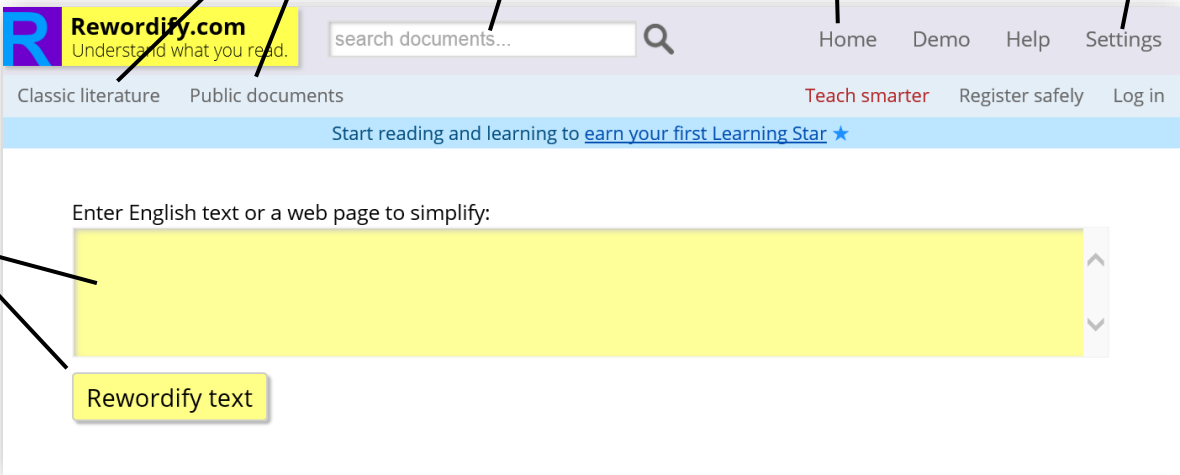 R
Rewordify.com
Understand what you read.
search documents...
Home Demo Help Settings
Classic literature Public documents
Teach smarter Register safely Log in
Start reading and learning to earn your first Learning Star ★
Enter English text or a web page to simplify:
Rewordify text